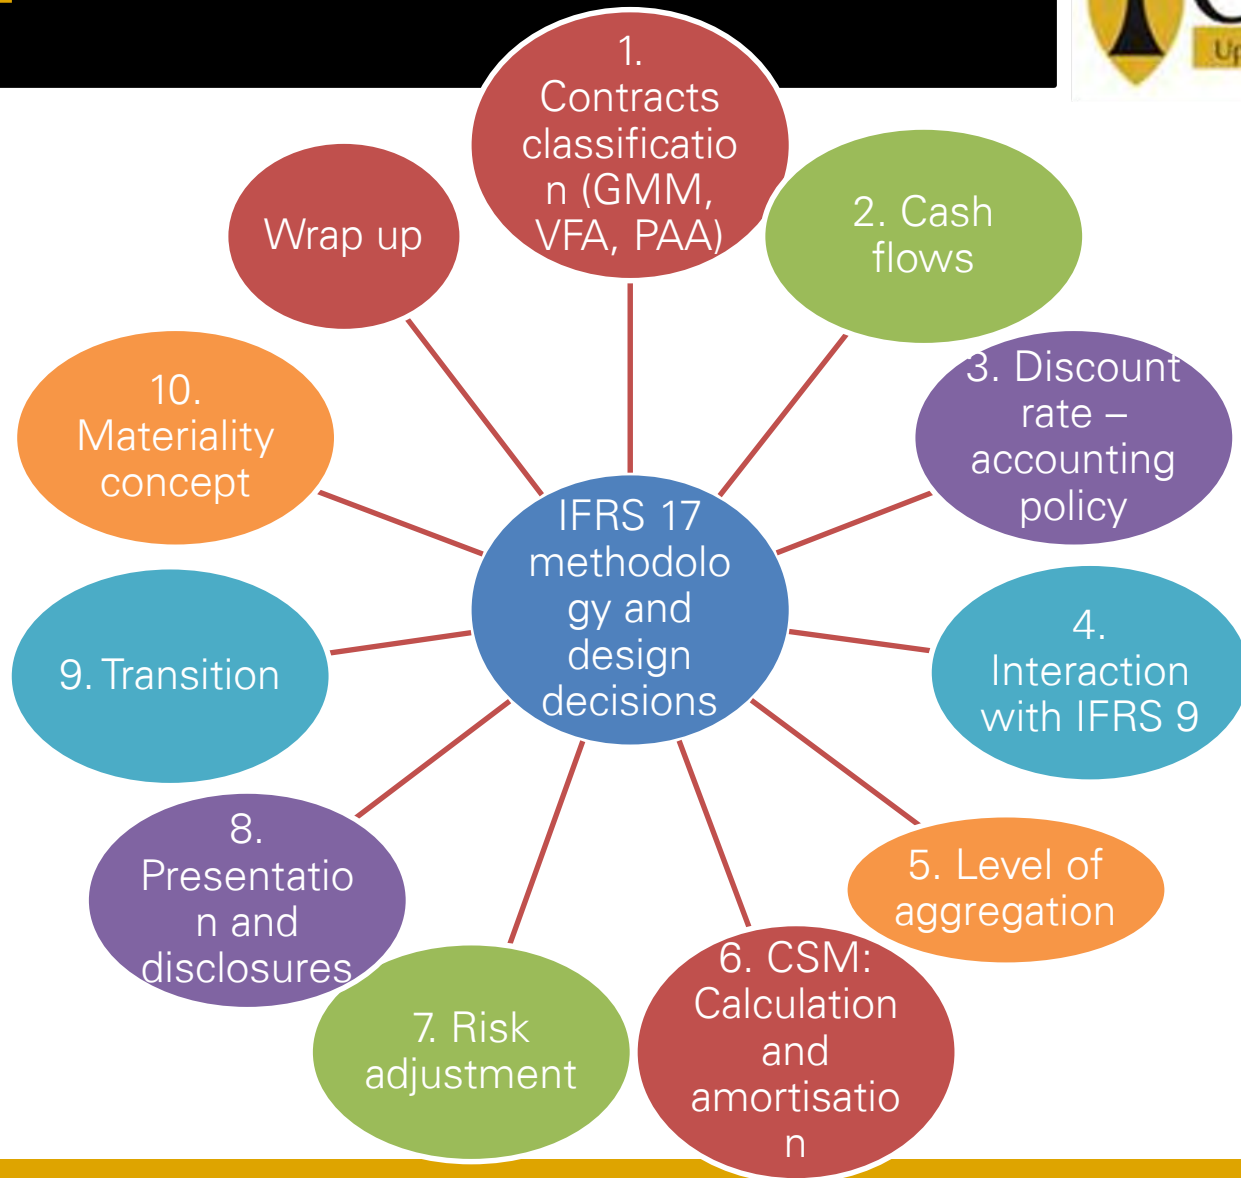 1.
Contracts
classificatio
n (GMM,
VFA, PAA)
2. Cash
flows
3. Discount
rate –
accounting
policy
4.
Interaction
with IFRS 9
5. Level of
aggregation
6. CSM:
Calculation
and
amortisatio
n
7. Risk
adjustment
8.
Presentatio
n and
disclosures
9. Transition
10.
Materiality
concept
Wrap up
IFRS 17
methodolo
gy and
design
decisions